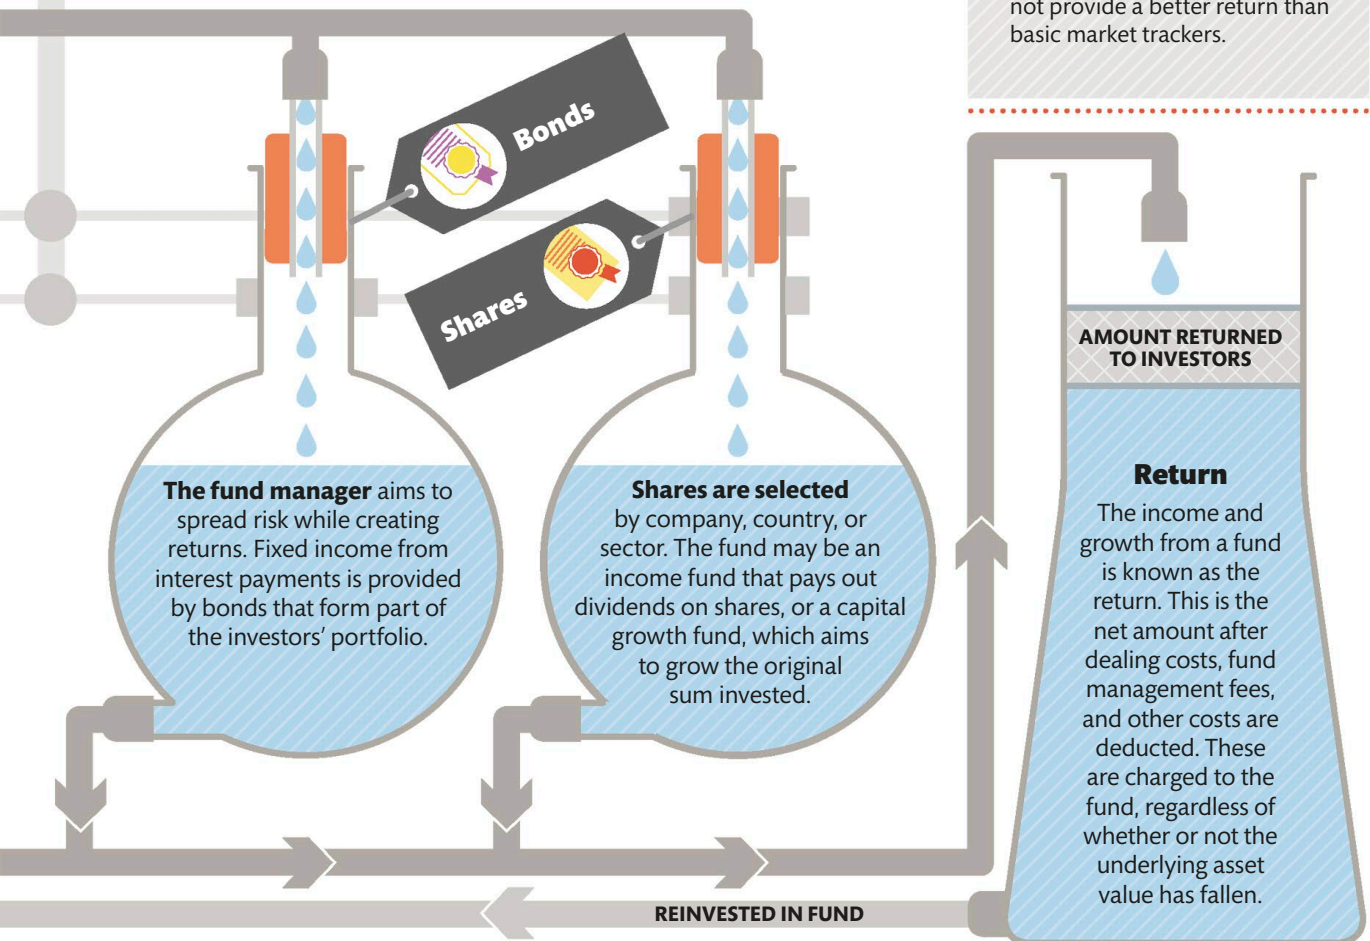 not provide a better return than
basic market trackers.
Bonds
Shares
The fund manager aims to
spread risk while creating
returns. Fixed income from
interest payments is provided
by bonds that form part of
the investors’ portfolio.
Shares are selected
by company, country, or
sector. The fund may be an
income fund that pays out
dividends on shares, or a capital
growth fund, which aims
to grow the original
sum invested.
AMOUNT RETURNED
TO INVESTORS
Return
The income and
growth from a fund
is known as the
return. This is the
net amount after
dealing costs, fund
management fees,
and other costs are
deducted. These
are charged to the
fund, regardless of
whether or not the
underlying asset
value has fallen.
REINVESTED IN FUND